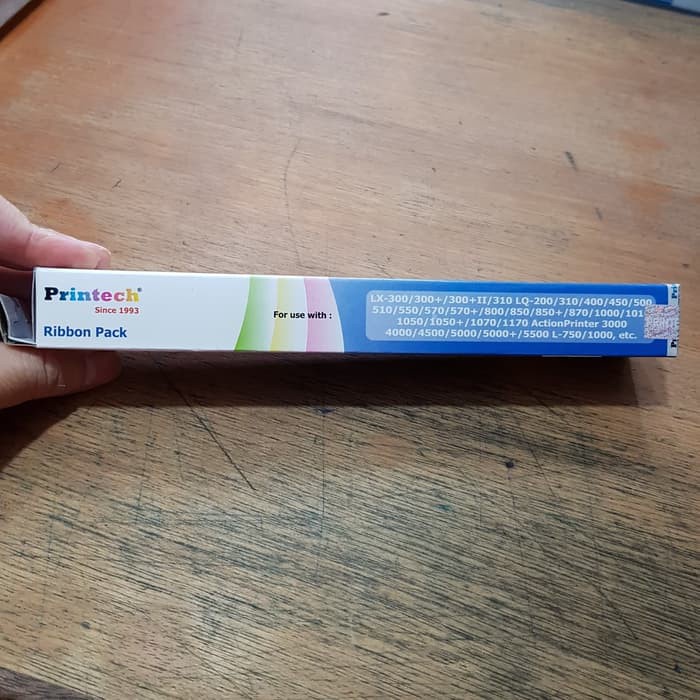 Printech®
Since 1993
Ribbon Pack
For use with :
LX-300/300+/300+II/310 LQ-200/310/400/450/500
510/550/570/570+/800/850/850+/870/1000/101
1050/1050+/1070/1170 ActionPrinter 3000
4000/4500/5000/5000+/5500 L-750/1000, etc.